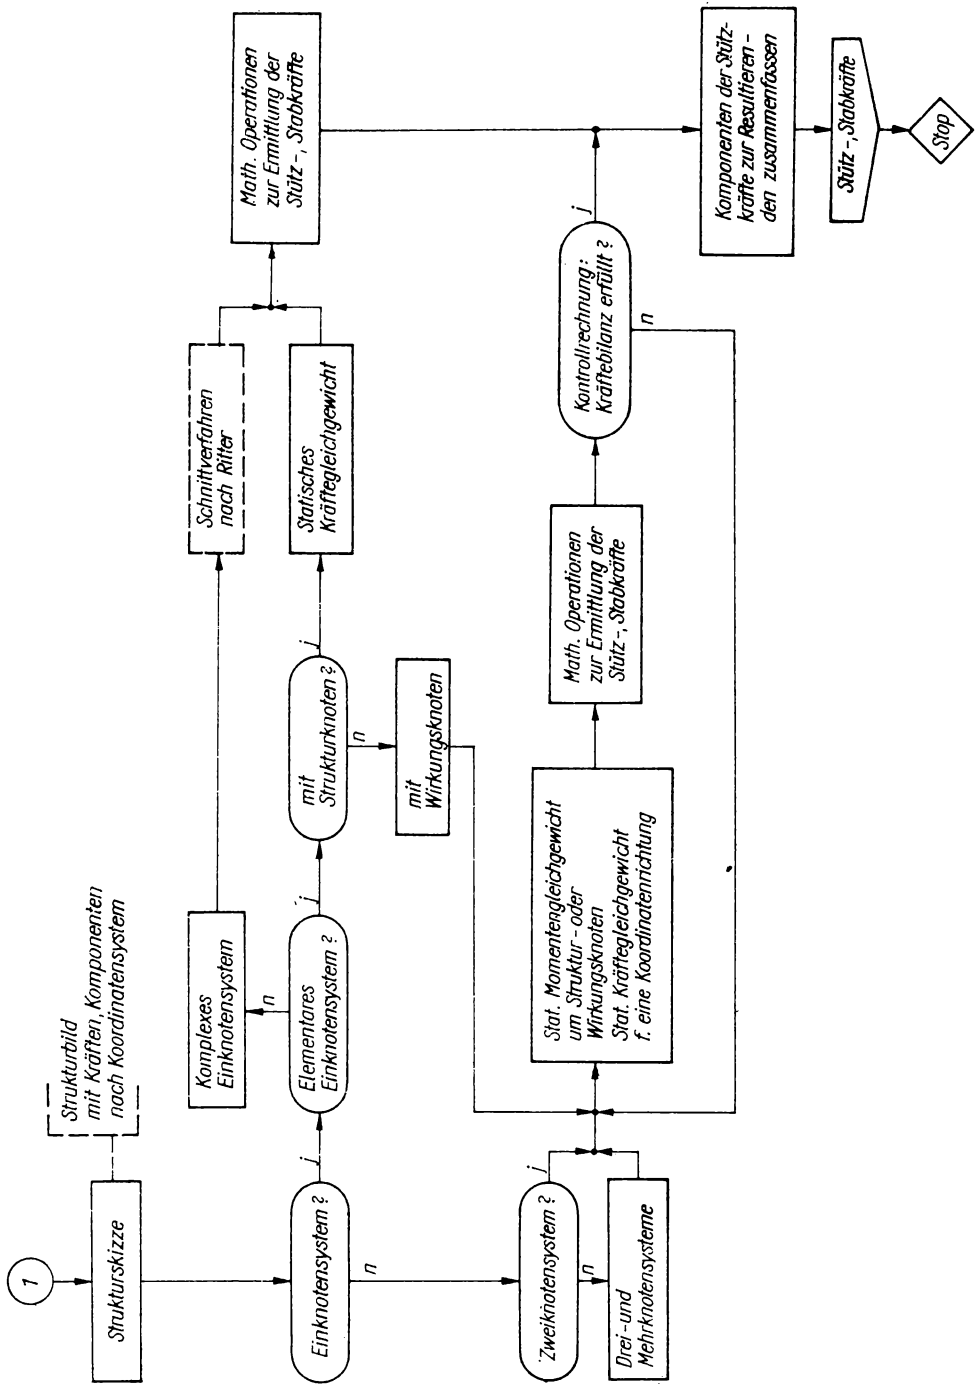 1
Strukturskizze
Strukturbild
mit Kräften, Komponenten
nach Koordinatensystem
Einknotensystem ?
j
n
Elementares
Einknotensystem ?
n
j
Komplexes
Einknotensystem
mit
Strukturknoten ?
j
n
mit
Wirkungsknoten
Schnittverfahren
nach Ritter
Statisches
Kräftegleichgewicht
Math. Operationen
zur Ermittlung der
Stütz-, Stabkräfte
Zweiknotensystem ?
j
n
Drei- und
Mehrknotensysteme
Stat. Momentengleichgewicht
um Struktur- oder
Wirkungsknoten
Stat. Kräftegleichgewicht
f. eine Koordinatenrichtung
Math. Operationen
zur Ermittlung der
Stütz-, Stabkräfte
Kontrollrechnung:
Kräftebilanz erfüllt ?
j
n
Komponenten der Stütz-
kräfte zur Resultieren-
den zusammenfassen
Stütz-, Stabkräfte
Stop